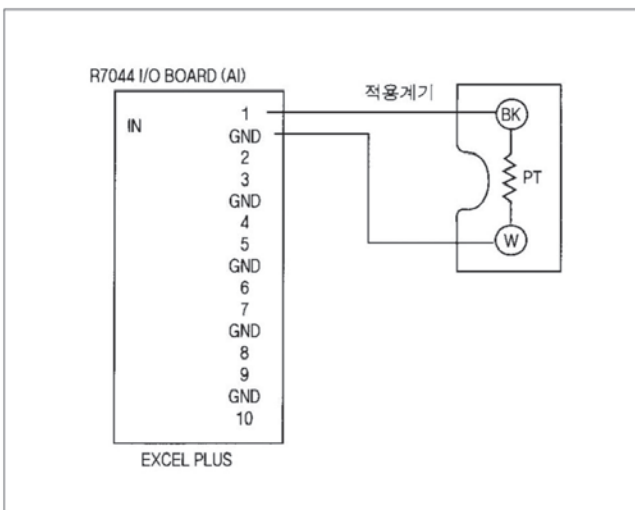 R7044 I/O BOARD (AI)
적용계기
IN
1
GND
2
3
GND
4
5
GND
6
7
GND
8
9
GND
10
BK
PT
W
EXCEL PLUS